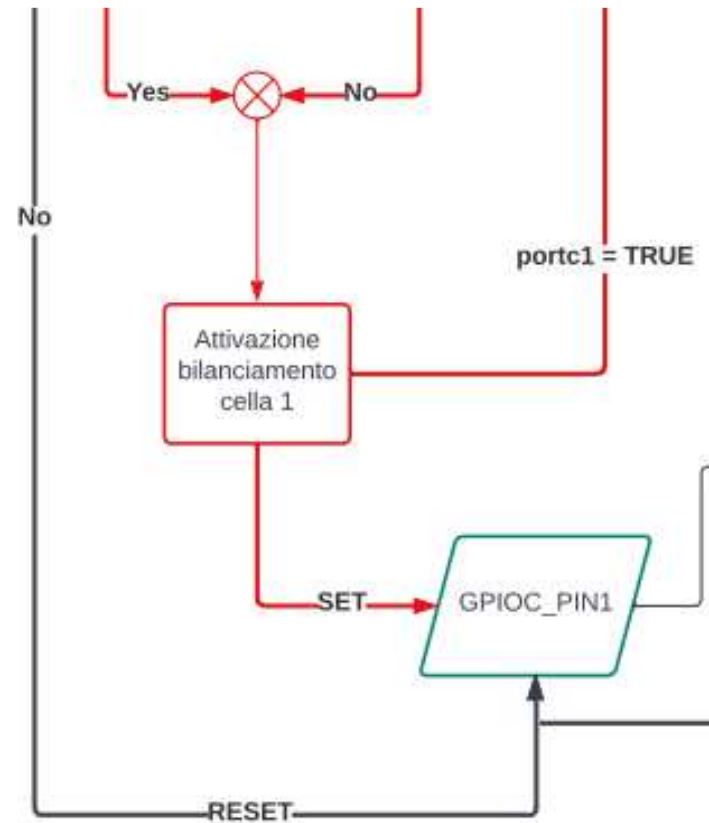 Yes
No
No
portc1 = TRUE
Attivazione
bilanciamento
cella 1
SET
GPIOC_PIN1
RESET